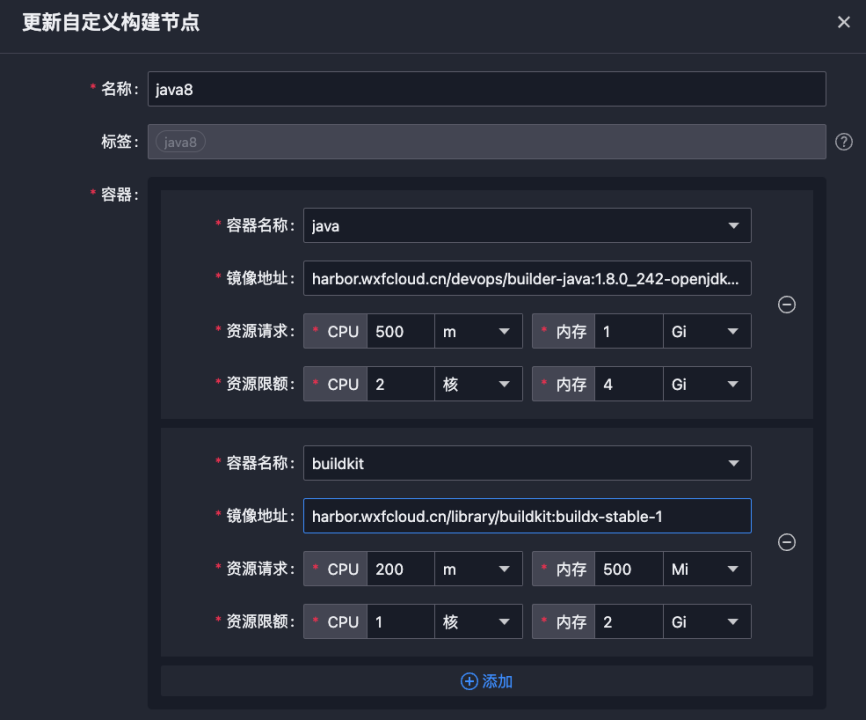 更新自定义构建节点
* 名称: java8
标签: java8
* 容器:
* 容器名称: java
* 镜像地址: harbor.wxfcloud.cn/devops/builder-java:1.8.0_242-openjdk...
* 资源请求: * CPU 500 m * 内存 1 Gi
* 资源限额: * CPU 2 核 * 内存 4 Gi
* 容器名称: buildkit
* 镜像地址: harbor.wxfcloud.cn/library/buildkit:buildx-stable-1
* 资源请求: * CPU 200 m * 内存 500 Mi
* 资源限额: * CPU 1 核 * 内存 2 Gi
添加